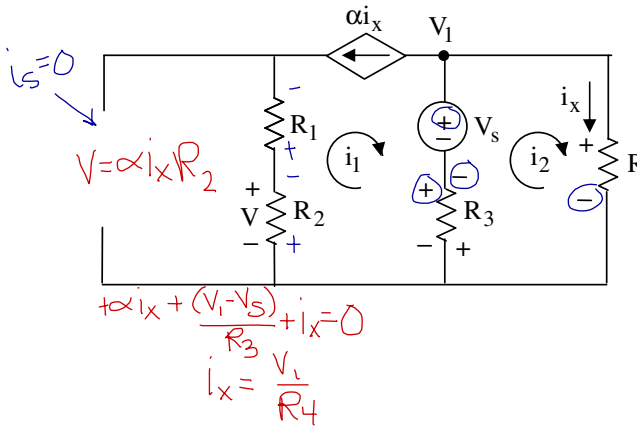 αiₓ
V₁
iₛ=0
R₁
+
−
Vₛ
iₓ
+
−
+
−
i₁
i₂
R
V=αiₓR₂
+
V
−
R₂
+
+
−
R₃
−
−
+
+αiₓ + (V₁-Vₛ)/R₃ + iₓ=0
iₓ = V₁/R₄